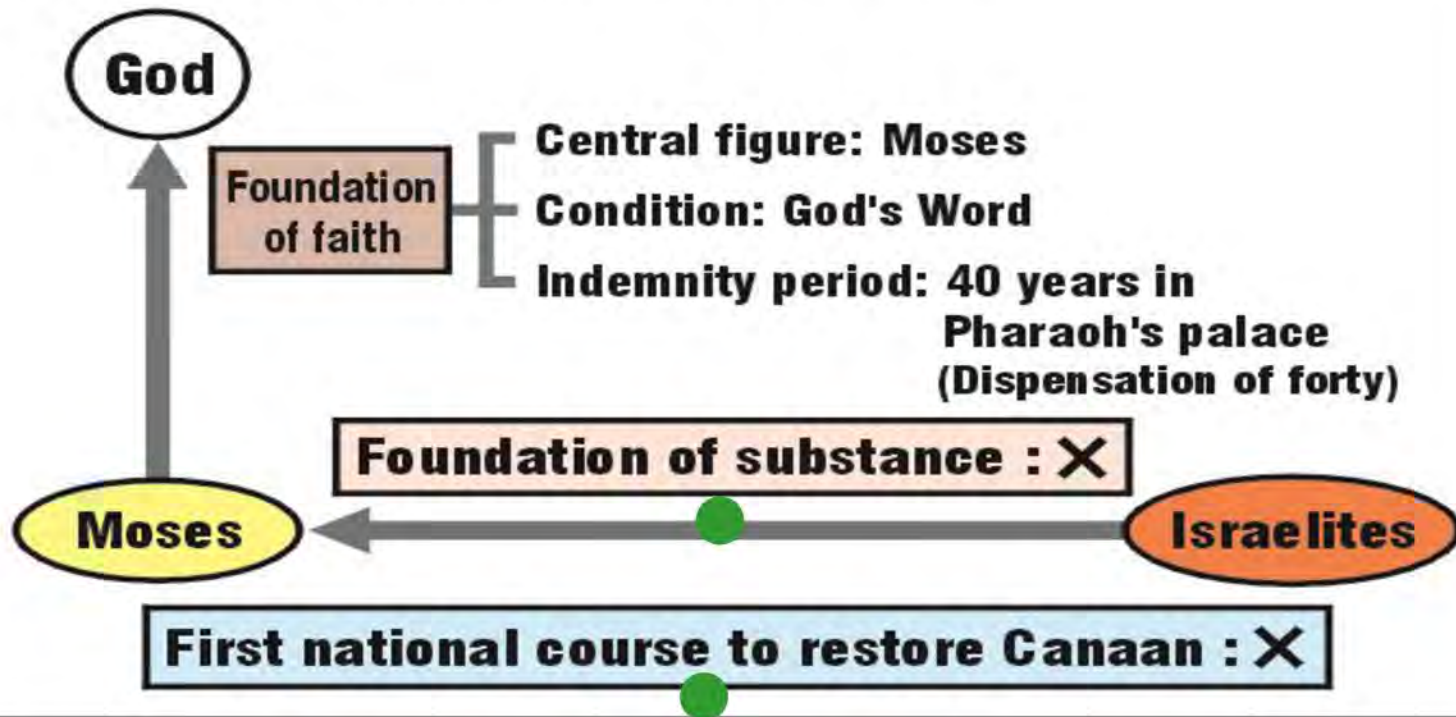 God
Foundation
of faith
Central figure: Moses
Condition: God's Word
Indemnity period: 40 years in
Pharaoh's palace
(Dispensation of forty)
Foundation of substance : ✕
Moses
Israelites
First national course to restore Canaan : ✕